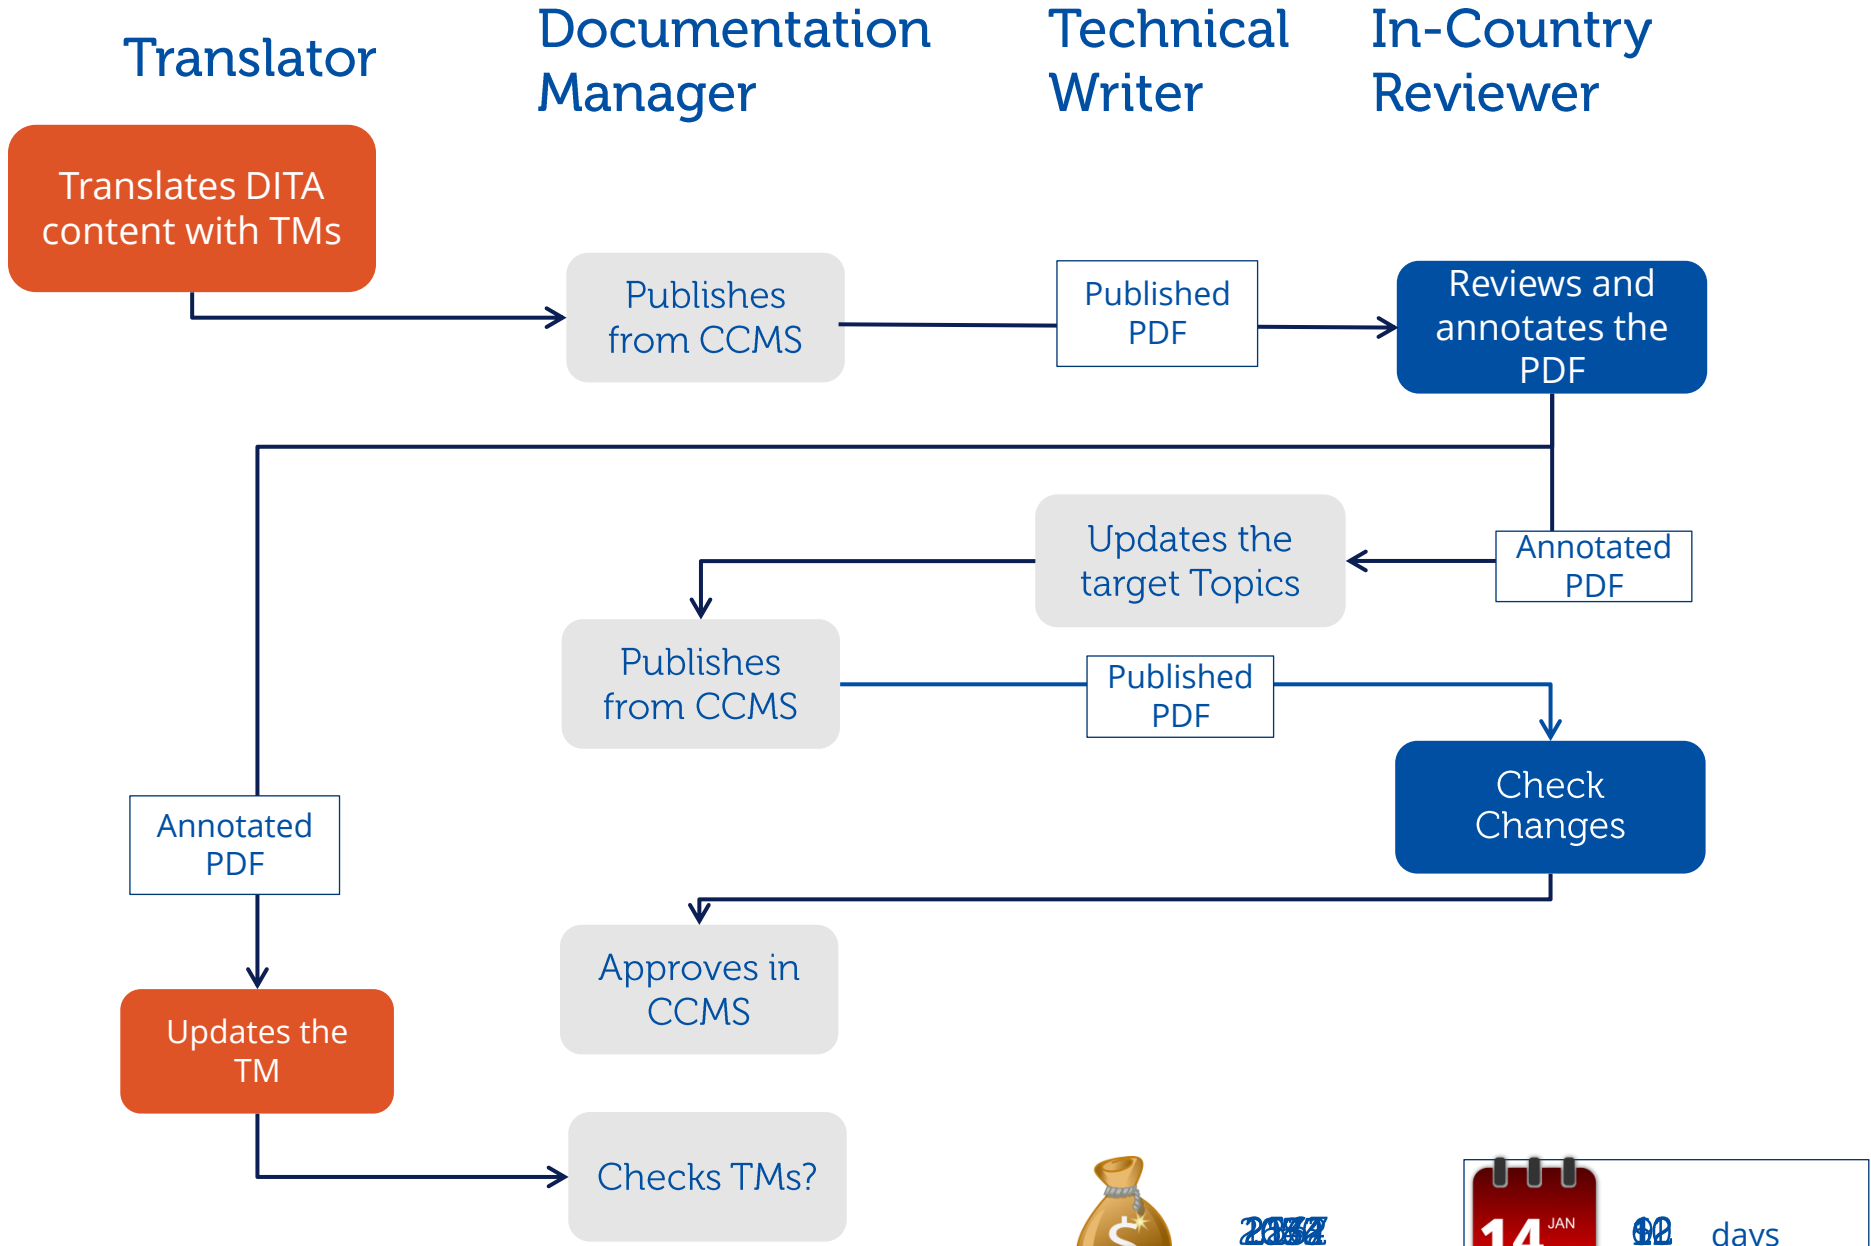 Translator
Documentation
Manager
Technical
Writer
In-Country
Reviewer
Translates DITA
content with TMs
Publishes
from CCMS
Published
PDF
Reviews and
annotates the
PDF
Updates the
target Topics
Annotated
PDF
Publishes
from CCMS
Published
PDF
Check
Changes
Annotated
PDF
Approves in
CCMS
Updates the
TM
Checks TMs?
$
14
JAN
days